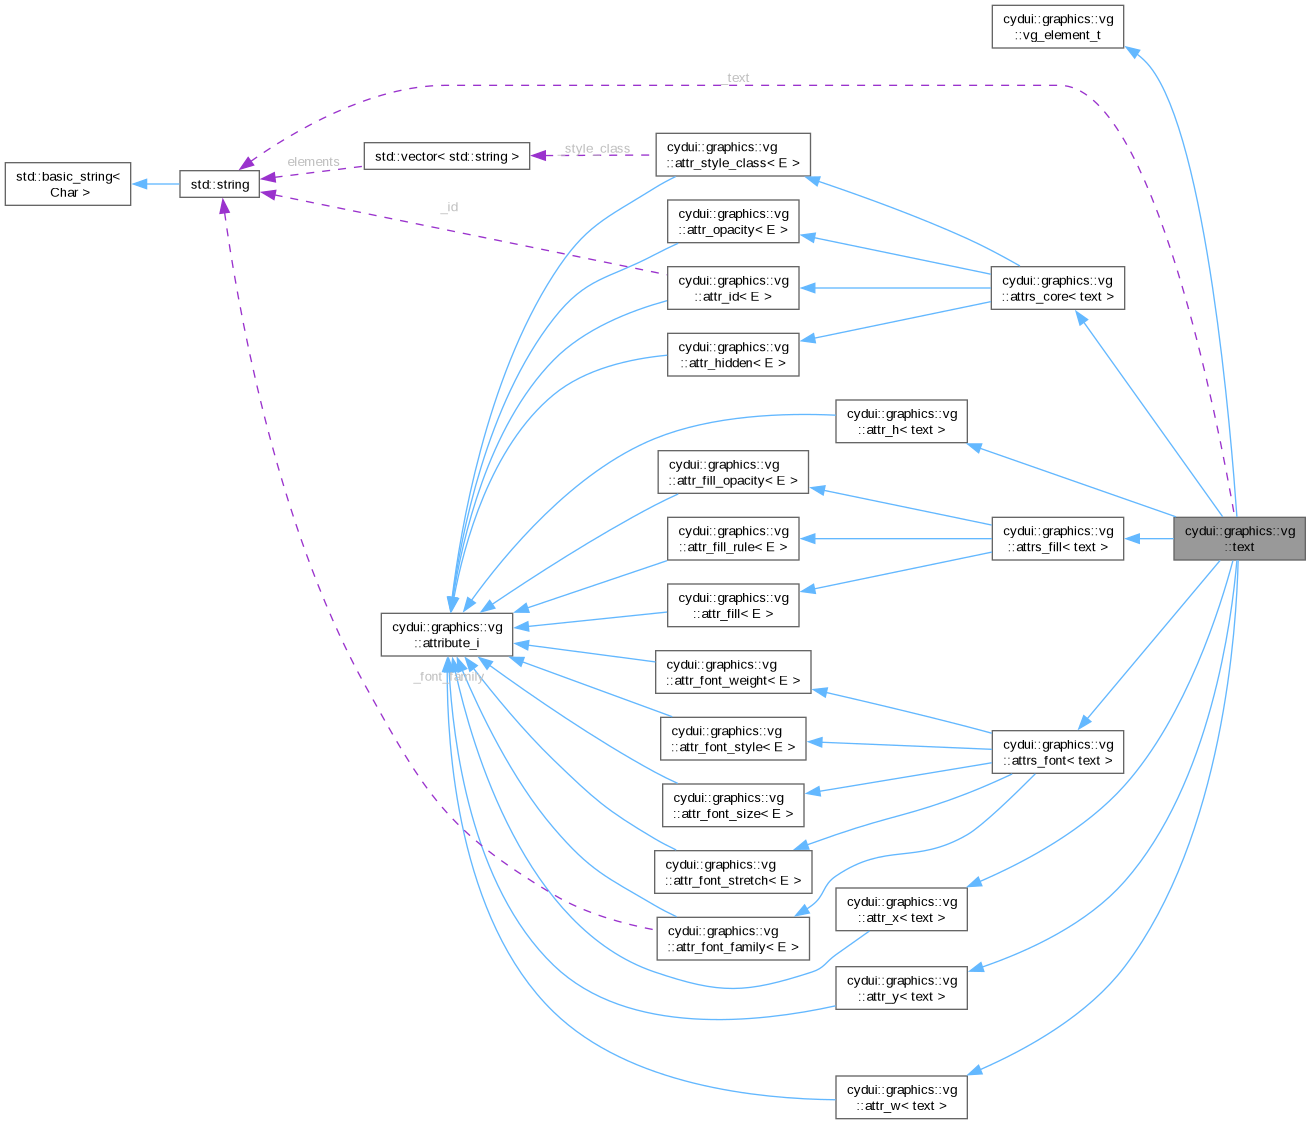 cydui::graphics::vg
::vg_element_t
_text
cydui::graphics::vg
::attr_style_class< E >
_style_class
std::vector< std::string >
elements
std::basic_string<
Char >
std::string
_id
cydui::graphics::vg
::attr_opacity< E >
cydui::graphics::vg
::attr_id< E >
cydui::graphics::vg
::attrs_core< text >
cydui::graphics::vg
::attr_hidden< E >
cydui::graphics::vg
::attr_h< text >
cydui::graphics::vg
::attr_fill_opacity< E >
cydui::graphics::vg
::attr_fill_rule< E >
cydui::graphics::vg
::attrs_fill< text >
cydui::graphics::vg
::text
cydui::graphics::vg
::attr_fill< E >
cydui::graphics::vg
::attribute_i
_font_family
cydui::graphics::vg
::attr_font_weight< E >
cydui::graphics::vg
::attr_font_style< E >
cydui::graphics::vg
::attrs_font< text >
cydui::graphics::vg
::attr_font_size< E >
cydui::graphics::vg
::attr_font_stretch< E >
cydui::graphics::vg
::attr_x< text >
cydui::graphics::vg
::attr_font_family< E >
cydui::graphics::vg
::attr_y< text >
cydui::graphics::vg
::attr_w< text >